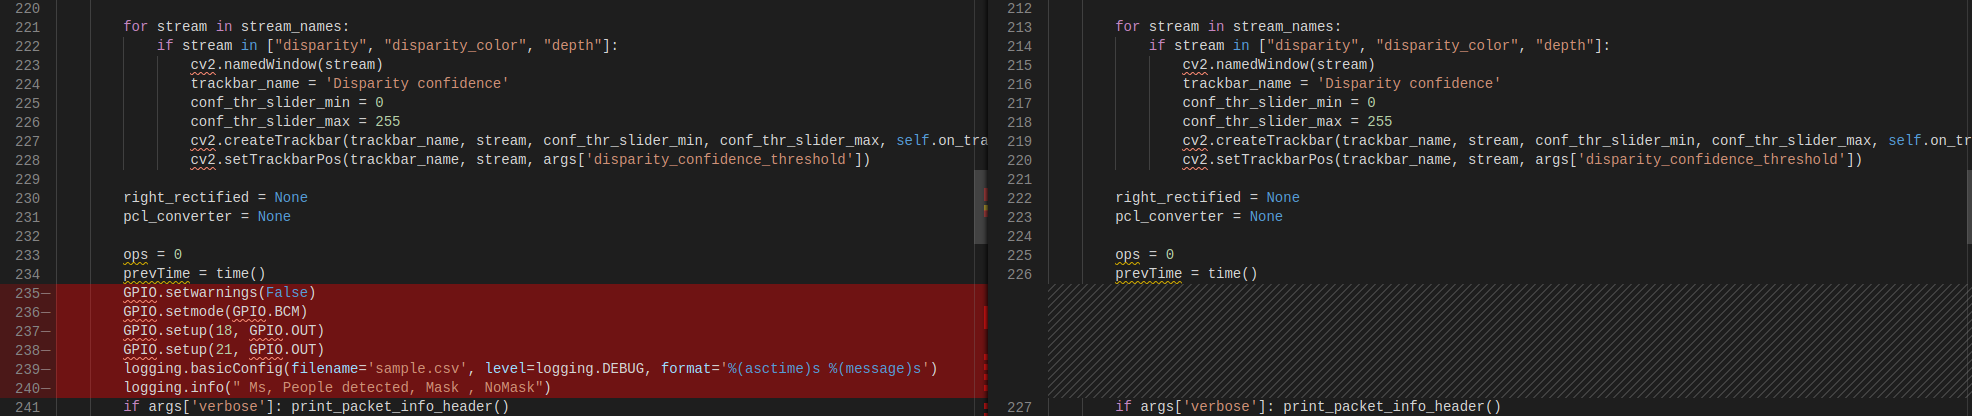 220
221 for stream in stream_names:
222 if stream in ["disparity", "disparity_color", "depth"]:
223 cv2.namedWindow(stream)
224 trackbar_name = 'Disparity confidence'
225 conf_thr_slider_min = 0
226 conf_thr_slider_max = 255
227 cv2.createTrackbar(trackbar_name, stream, conf_thr_slider_min, conf_thr_slider_max, self.on_tra
228 cv2.setTrackbarPos(trackbar_name, stream, args['disparity_confidence_threshold'])
229
230 right_rectified = None
231 pcl_converter = None
232
233 ops = 0
234 prevTime = time()
235— GPIO.setwarnings(False)
236— GPIO.setmode(GPIO.BCM)
237— GPIO.setup(18, GPIO.OUT)
238— GPIO.setup(21, GPIO.OUT)
239— logging.basicConfig(filename='sample.csv', level=logging.DEBUG, format='%(asctime)s %(message)s')
240— logging.info(" Ms, People detected, Mask , NoMask")
241 if args['verbose']: print_packet_info_header()
212
213 for stream in stream_names:
214 if stream in ["disparity", "disparity_color", "depth"]:
215 cv2.namedWindow(stream)
216 trackbar_name = 'Disparity confidence'
217 conf_thr_slider_min = 0
218 conf_thr_slider_max = 255
219 cv2.createTrackbar(trackbar_name, stream, conf_thr_slider_min, conf_thr_slider_max, self.on_tr
220 cv2.setTrackbarPos(trackbar_name, stream, args['disparity_confidence_threshold'])
221
222 right_rectified = None
223 pcl_converter = None
224
225 ops = 0
226 prevTime = time()
227 if args['verbose']: print_packet_info_header()